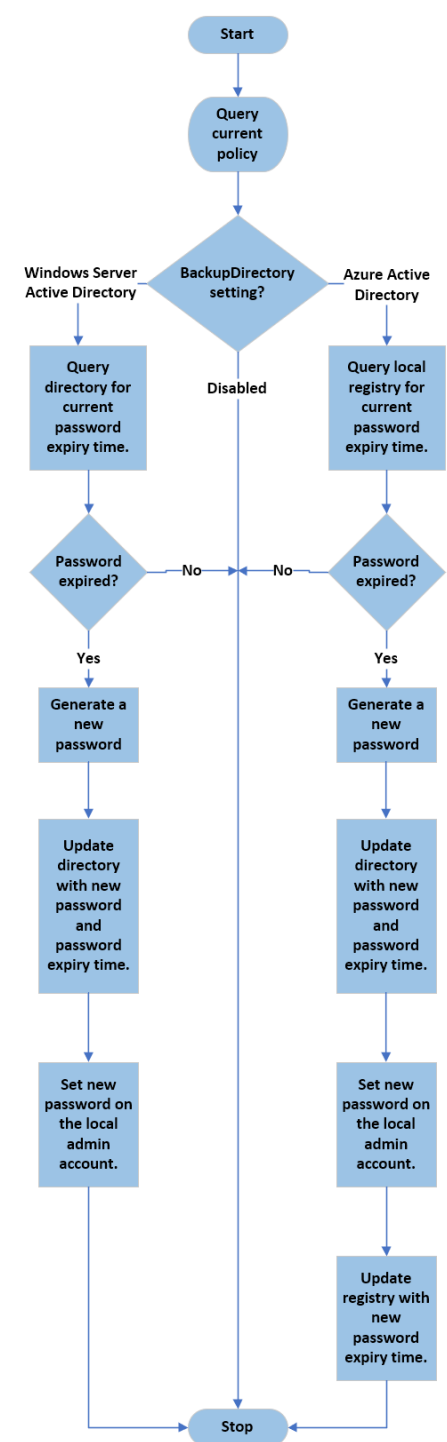 Start
Query
current
policy
BackupDirectory
setting?
Windows Server
Active Directory
Azure Active
Directory
Disabled
Query
directory for
current
password
expiry time.
Query local
registry for
current
password
expiry time.
Password
expired?
No
No
Password
expired?
Yes
Yes
Generate a
new
password
Generate a
new
password
Update
directory
with new
password
and
password
expiry time.
Update
directory
with new
password
and
password
expiry time.
Set new
password on
the local
admin
account.
Set new
password on
the local
admin
account.
Update
registry with
new
password
expiry time.
Stop